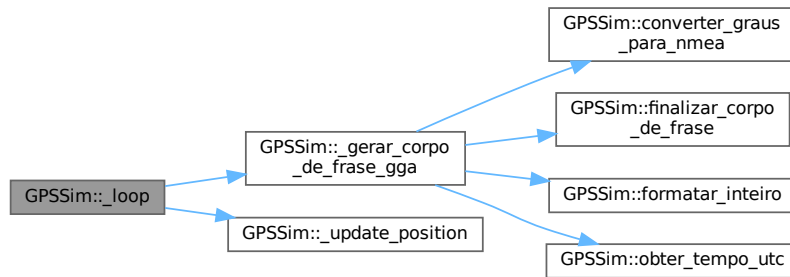 GPSSim::_loop
GPSSim::_gerar_corpo
_de_frase_gga
GPSSim::_update_position
GPSSim::converter_graus
_para_nmea
GPSSim::finalizar_corpo
_de_frase
GPSSim::formatar_inteiro
GPSSim::obter_tempo_utc